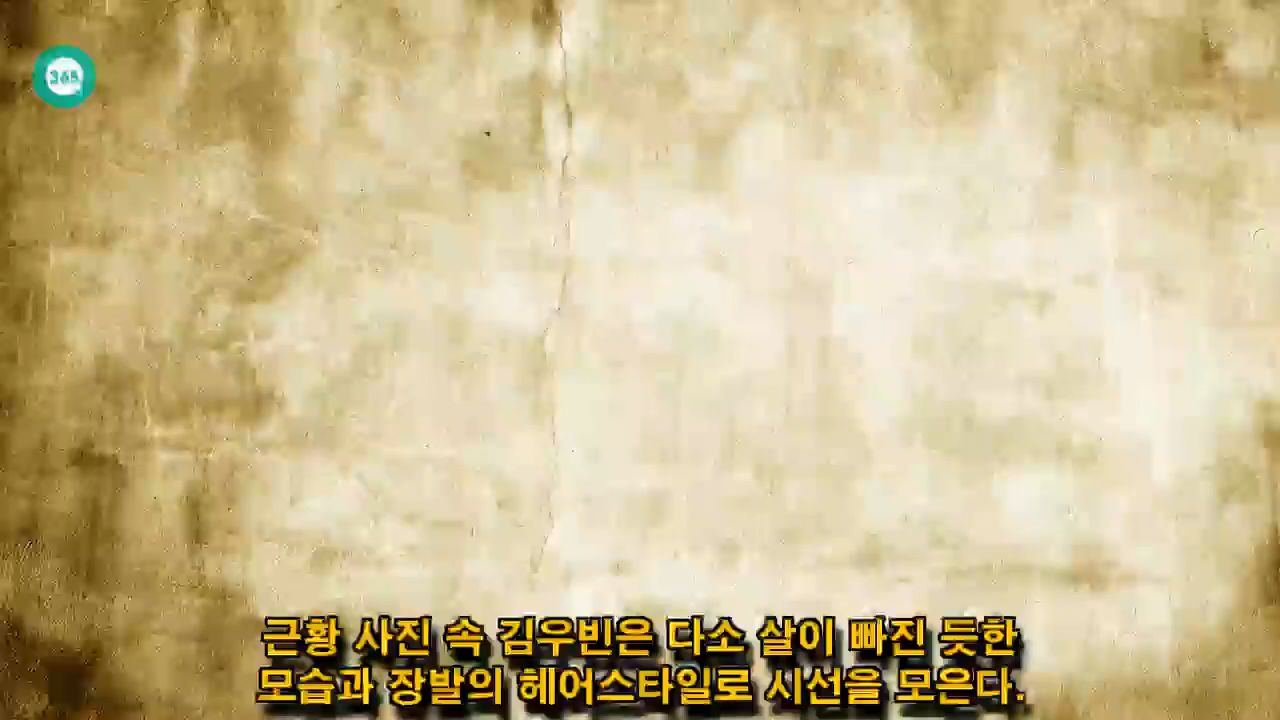 365
근황 사진 속 김우빈은 다소 살이 빠진 듯한
모습과 장발의 헤어스타일로 시선을 모은다.